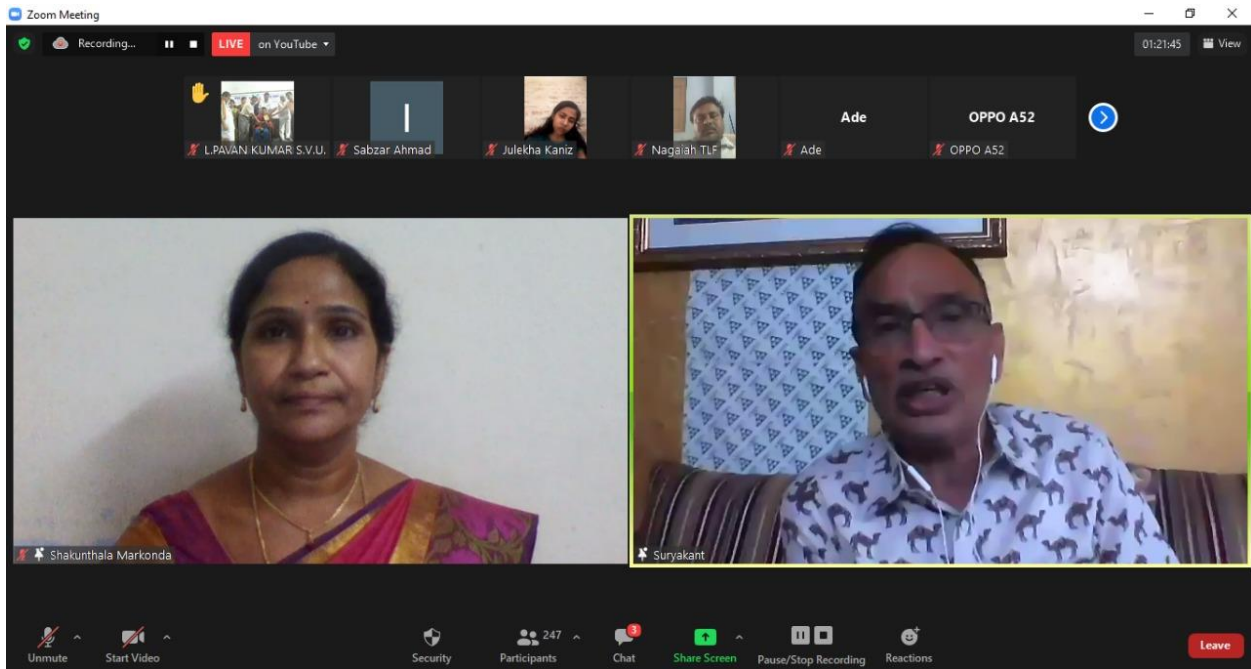 Zoom Meeting
Recording...
LIVE on YouTube
01:21:45
View
L.PAVAN KUMAR S.V.U.
I
Sabzar Ahmad
Julekha Kaniz
Nagaiah TLF
Ade
Ade
OPPO A52
OPPO A52
Shakunthala Markonda
Suryakant
Unmute
Start Video
Security
247
Participants
3
Chat
Share Screen
Pause/Stop Recording
Reactions
Leave